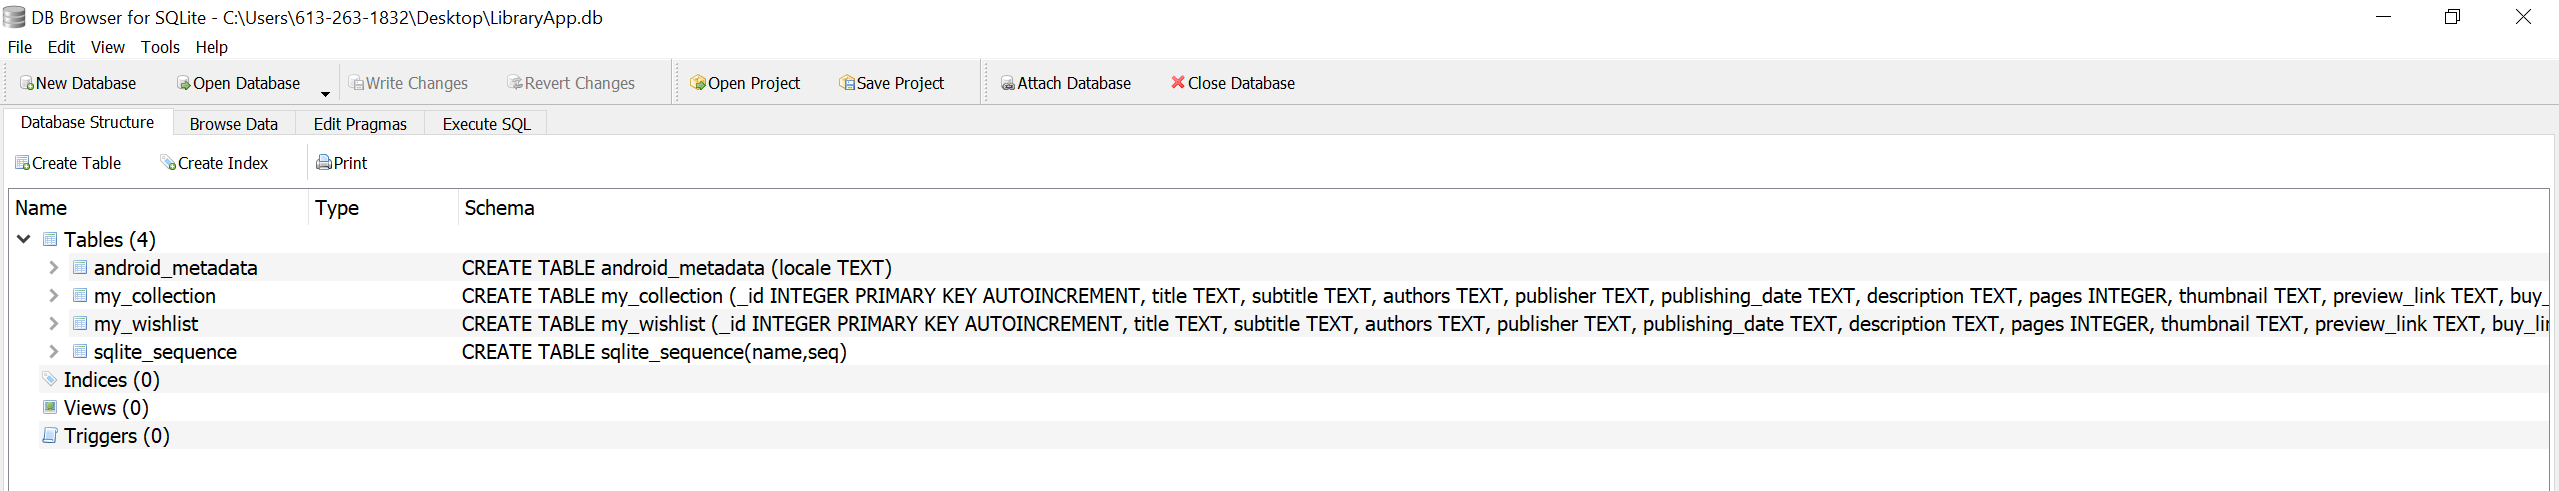 DB Browser for SQLite - C:\Users\613-263-1832\Desktop\LibraryApp.db
File Edit View Tools Help
New Database Open Database Write Changes Revert Changes Open Project Save Project Attach Database Close Database
Database Structure Browse Data Edit Pragmas Execute SQL
Create Table Create Index Print
Name Type Schema
Tables (4)
android_metadata CREATE TABLE android_metadata (locale TEXT)
my_collection CREATE TABLE my_collection (_id INTEGER PRIMARY KEY AUTOINCREMENT, title TEXT, subtitle TEXT, authors TEXT, publisher TEXT, publishing_date TEXT, description TEXT, pages INTEGER, thumbnail TEXT, preview_link TEXT, buy_
my_wishlist CREATE TABLE my_wishlist (_id INTEGER PRIMARY KEY AUTOINCREMENT, title TEXT, subtitle TEXT, authors TEXT, publisher TEXT, publishing_date TEXT, description TEXT, pages INTEGER, thumbnail TEXT, preview_link TEXT, buy_li
sqlite_sequence CREATE TABLE sqlite_sequence(name,seq)
Indices (0)
Views (0)
Triggers (0)